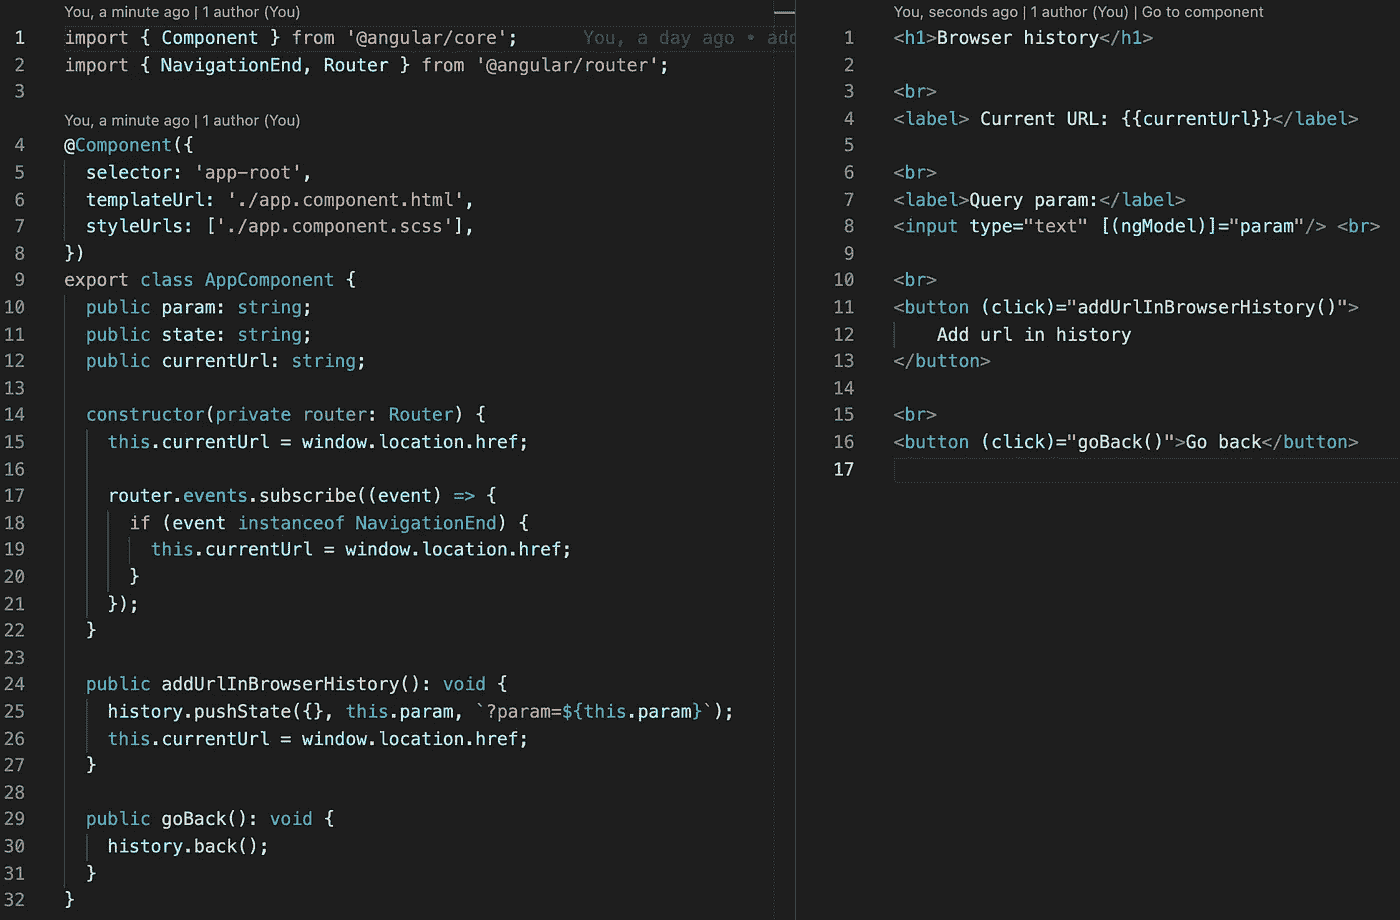 You, a minute ago | 1 author (You)
1 import { Component } from '@angular/core'; You, a day ago • add
2 import { NavigationEnd, Router } from '@angular/router';
3
You, a minute ago | 1 author (You)
4 @Component({
5   selector: 'app-root',
6   templateUrl: './app.component.html',
7   styleUrls: ['./app.component.scss'],
8 })
9 export class AppComponent {
10   public param: string;
11   public state: string;
12   public currentUrl: string;
13
14   constructor(private router: Router) {
15     this.currentUrl = window.location.href;
16
17     router.events.subscribe((event) => {
18       if (event instanceof NavigationEnd) {
19         this.currentUrl = window.location.href;
20       }
21     });
22   }
23
24   public addUrlInBrowserHistory(): void {
25     history.pushState({}, this.param, `?param=${this.param}`);
26     this.currentUrl = window.location.href;
27   }
28
29   public goBack(): void {
30     history.back();
31   }
32 }
You, seconds ago | 1 author (You) | Go to component
1 <h1>Browser history</h1>
2
3 <br>
4 <label> Current URL: {{currentUrl}}</label>
5
6 <br>
7 <label>Query param:</label>
8 <input type="text" [(ngModel)]="param"/> <br>
9
10 <br>
11 <button (click)="addUrlInBrowserHistory()">
12     Add url in history
13 </button>
14
15 <br>
16 <button (click)="goBack()">Go back</button>
17